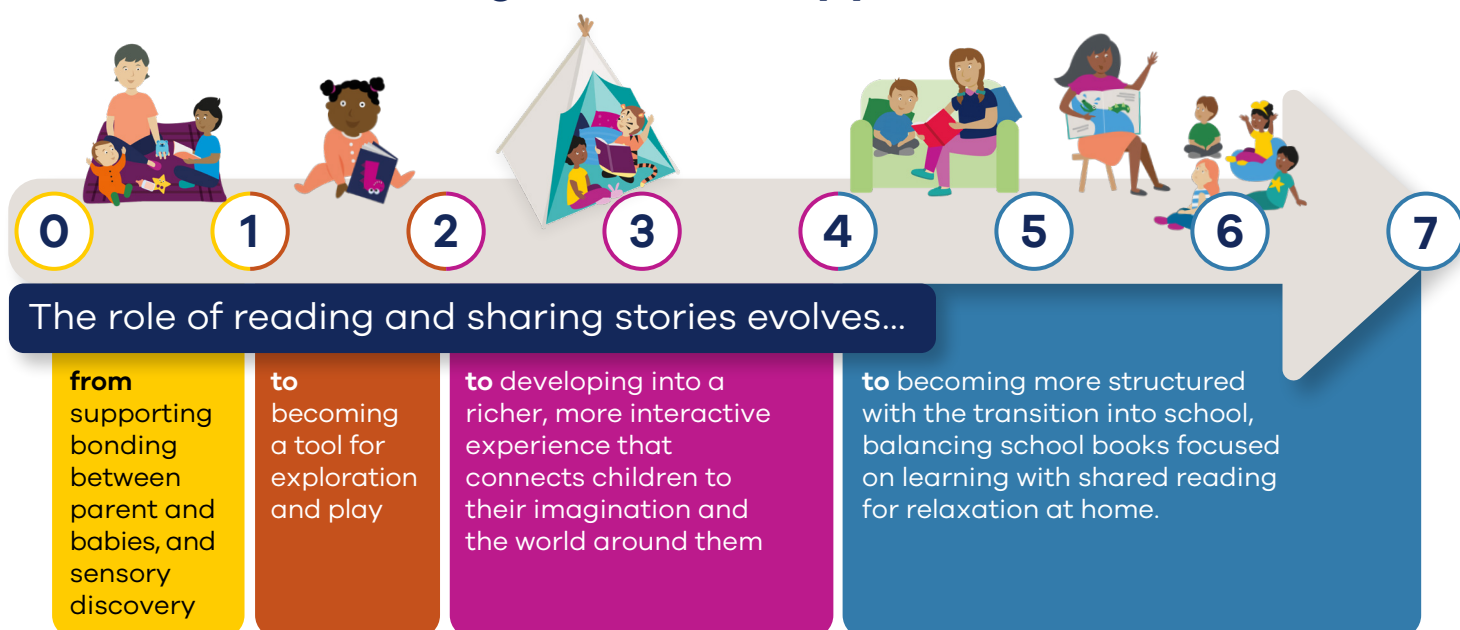 0 1 2 3 4 5 6 7
The role of reading and sharing stories evolves...
from
supporting
bonding
between
parent and
babies, and
sensory
discovery
to
becoming
a tool for
exploration
and play
to developing into a
richer, more interactive
experience that
connects children to
their imagination and
the world around them
to becoming more structured
with the transition into school,
balancing school books focused
on learning with shared reading
for relaxation at home.